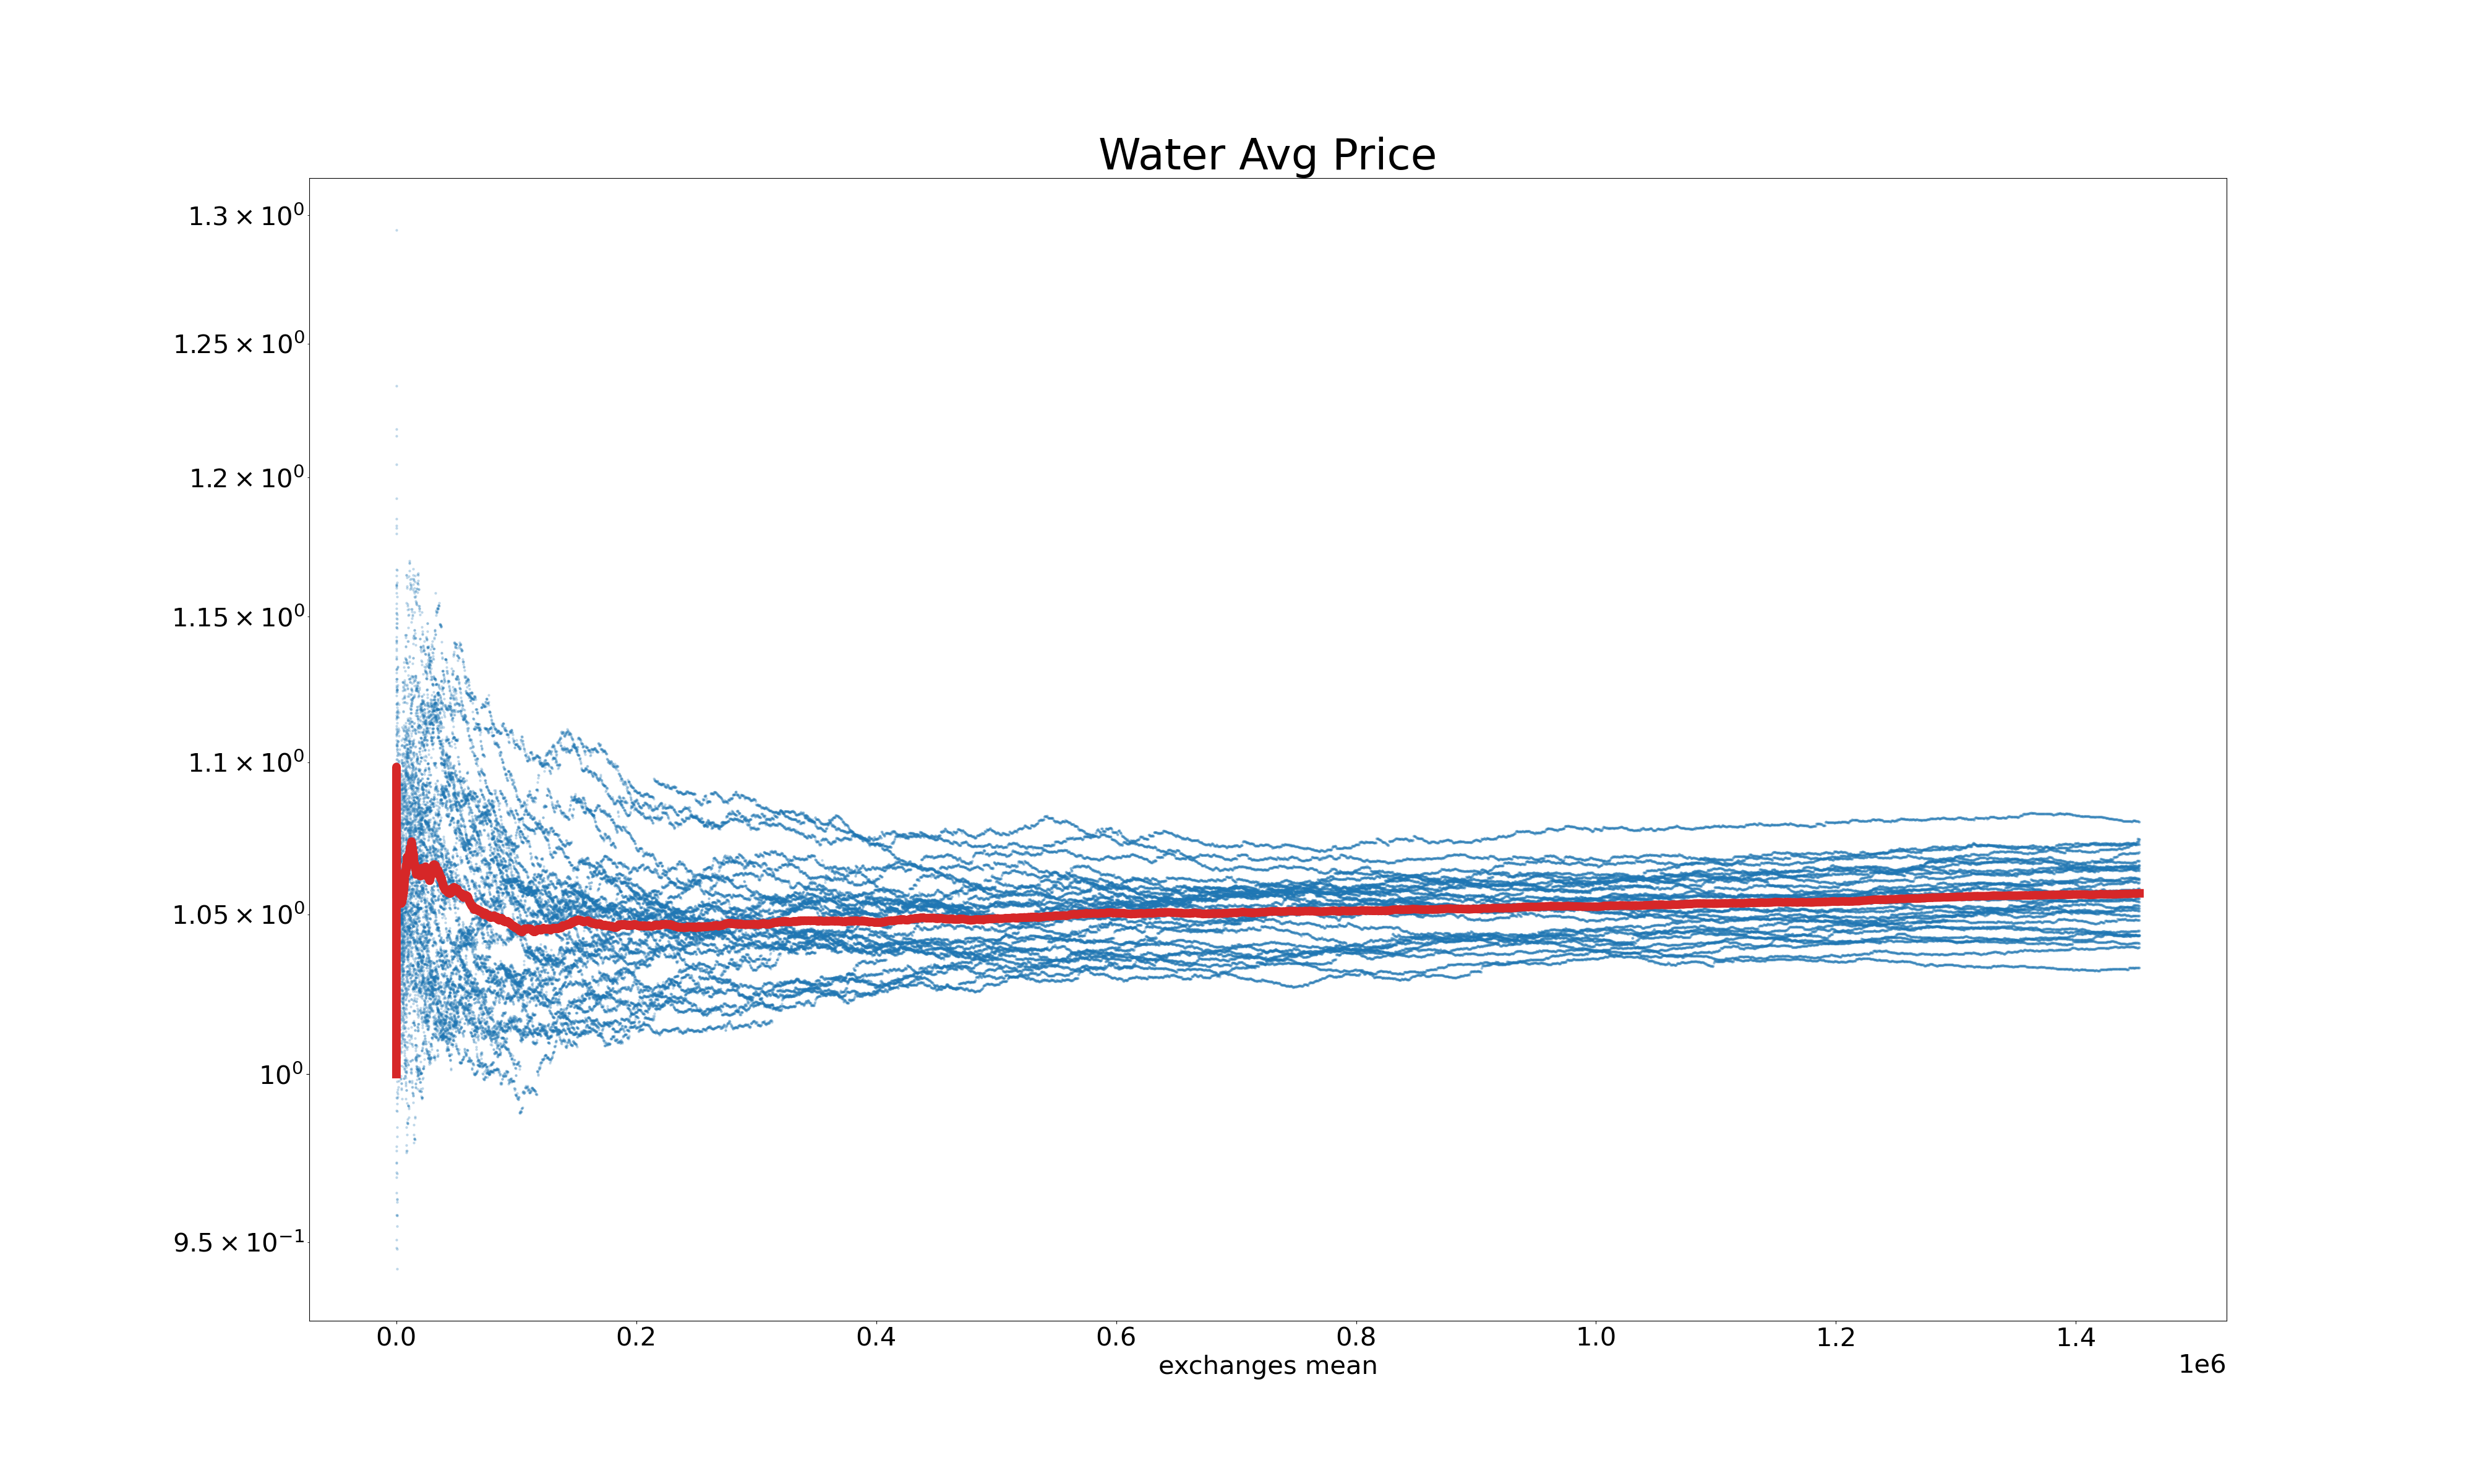 Water Avg Price
1.3 × 10⁰
1.25 × 10⁰
1.2 × 10⁰
1.15 × 10⁰
1.1 × 10⁰
1.05 × 10⁰
10⁰
9.5 × 10⁻¹
0.0 0.2 0.4 0.6 0.8 1.0 1.2 1.4
exchanges mean 1e6